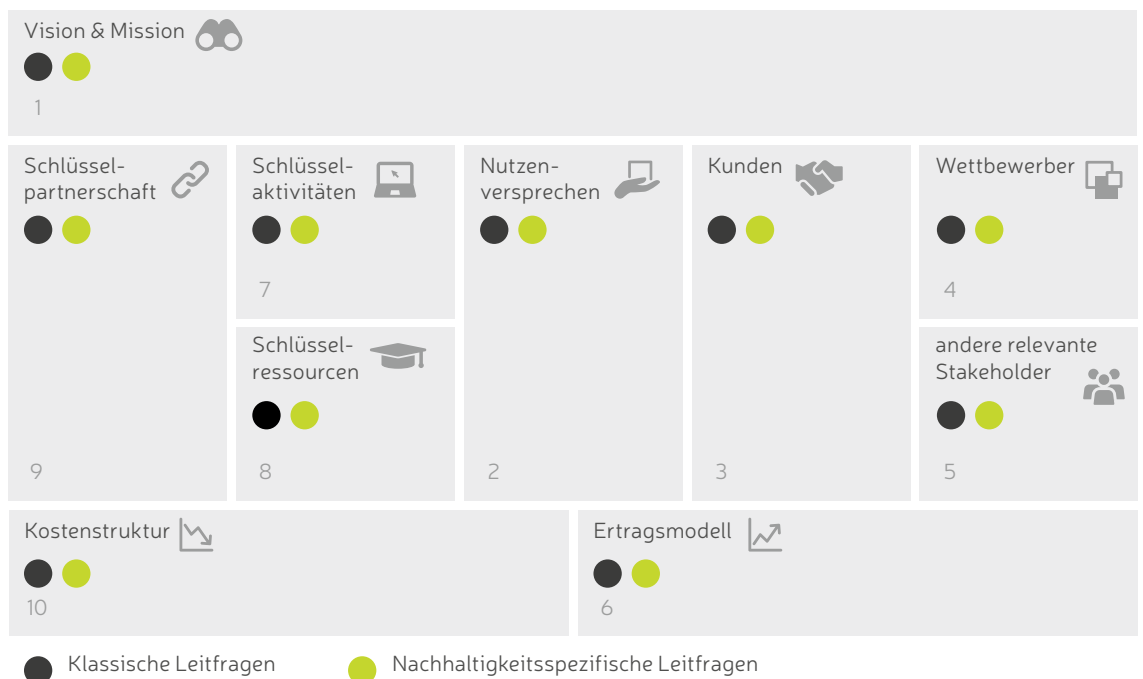 Vision & Mission
1
Schlüssel-
partnerschaft
9
Schlüssel-
aktivitäten
7
Schlüssel-
ressourcen
8
Nutzen-
versprechen
2
Kunden
3
Wettbewerber
4
andere relevante
Stakeholder
5
Kostenstruktur
10
Ertragsmodell
6
Klassische Leitfragen
Nachhaltigkeitsspezifische Leitfragen